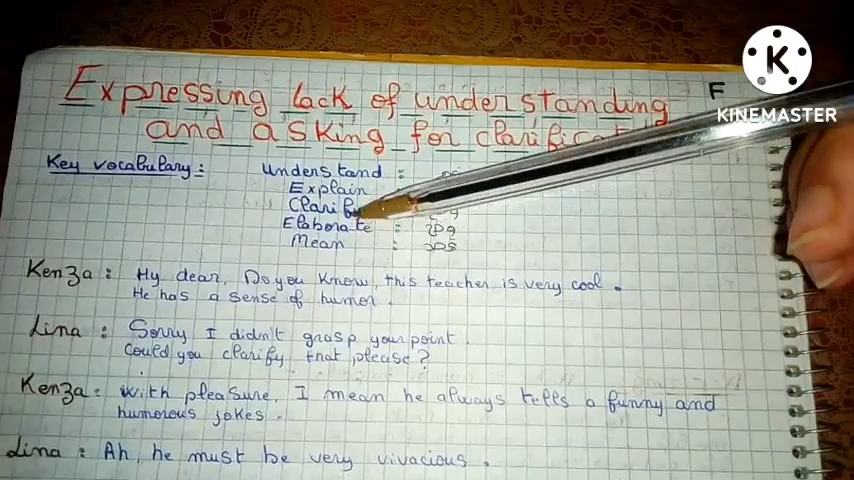 Expressing lack of understanding
and asking for
F
KINEMASTER
Key vocabulary :
Understand :
Explain
Clarify
Elaborate :
Mean :
Kenza : Hy dear, Do you know, this teacher is very cool .
He has a sense of humor .
Lina : Sorry I didn't grasp your point .
Could you clarify that please ?
Kenza : with pleasure, I mean he always tells a funny and
humorous jokes .
Lina : Ah, he must be very vivacious .